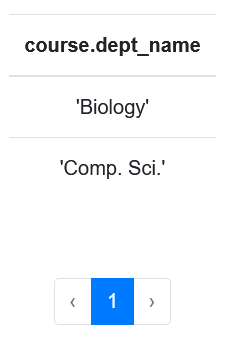 course.dept_name
'Biology'
'Comp. Sci.'
‹ 1 ›